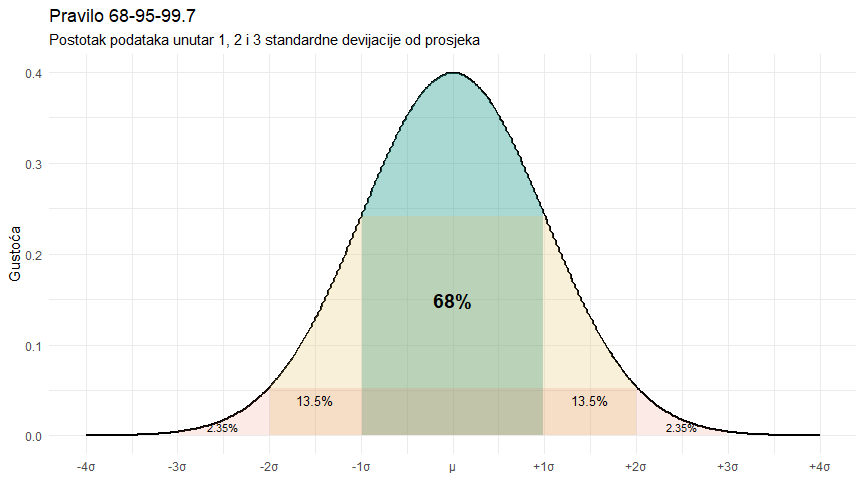 Pravilo 68-95-99.7
Postotak podataka unutar 1, 2 i 3 standardne devijacije od prosjeka
Gustoća
0.4
0.3
0.2
0.1
0.0
68%
13.5%
13.5%
2.35%
2.35%
-4σ
-3σ
-2σ
-1σ
μ
+1σ
+2σ
+3σ
+4σ